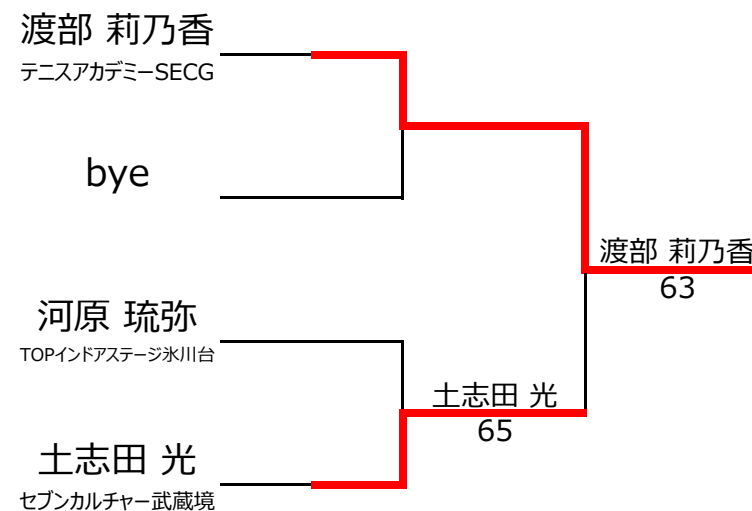 渡部 莉乃香
テニスアカデミーSECG
bye
渡部 莉乃香
63
河原 琉弥
TOPインドアステージ氷川台
土志田 光
65
土志田 光
セブンカルチャー武蔵境